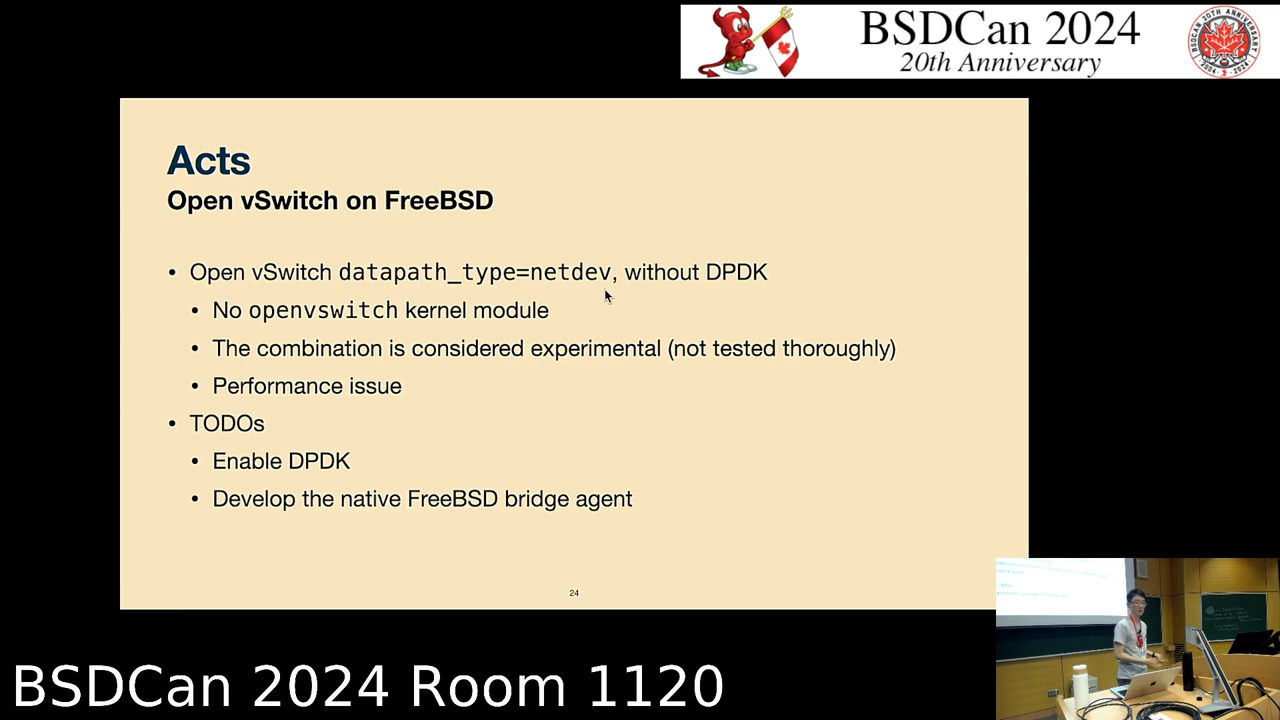 BSDCan 2024
20th Anniversary
Acts
Open vSwitch on FreeBSD
• Open vSwitch datapath_type=netdev, without DPDK
• No openvswitch kernel module
• The combination is considered experimental (not tested thoroughly)
• Performance issue
• TODOs
• Enable DPDK
• Develop the native FreeBSD bridge agent
24
BSDCan 2024 Room 1120